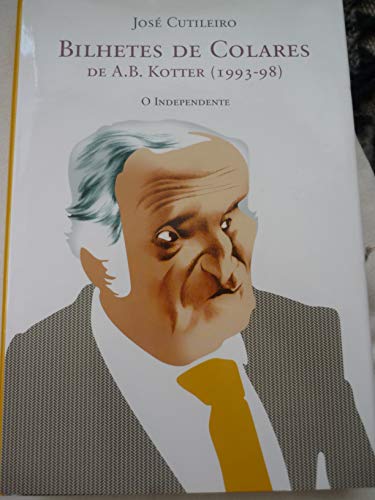 José Cutileiro
Bilhetes de Colares
de A.B. Kotter (1993-98)
O Independente